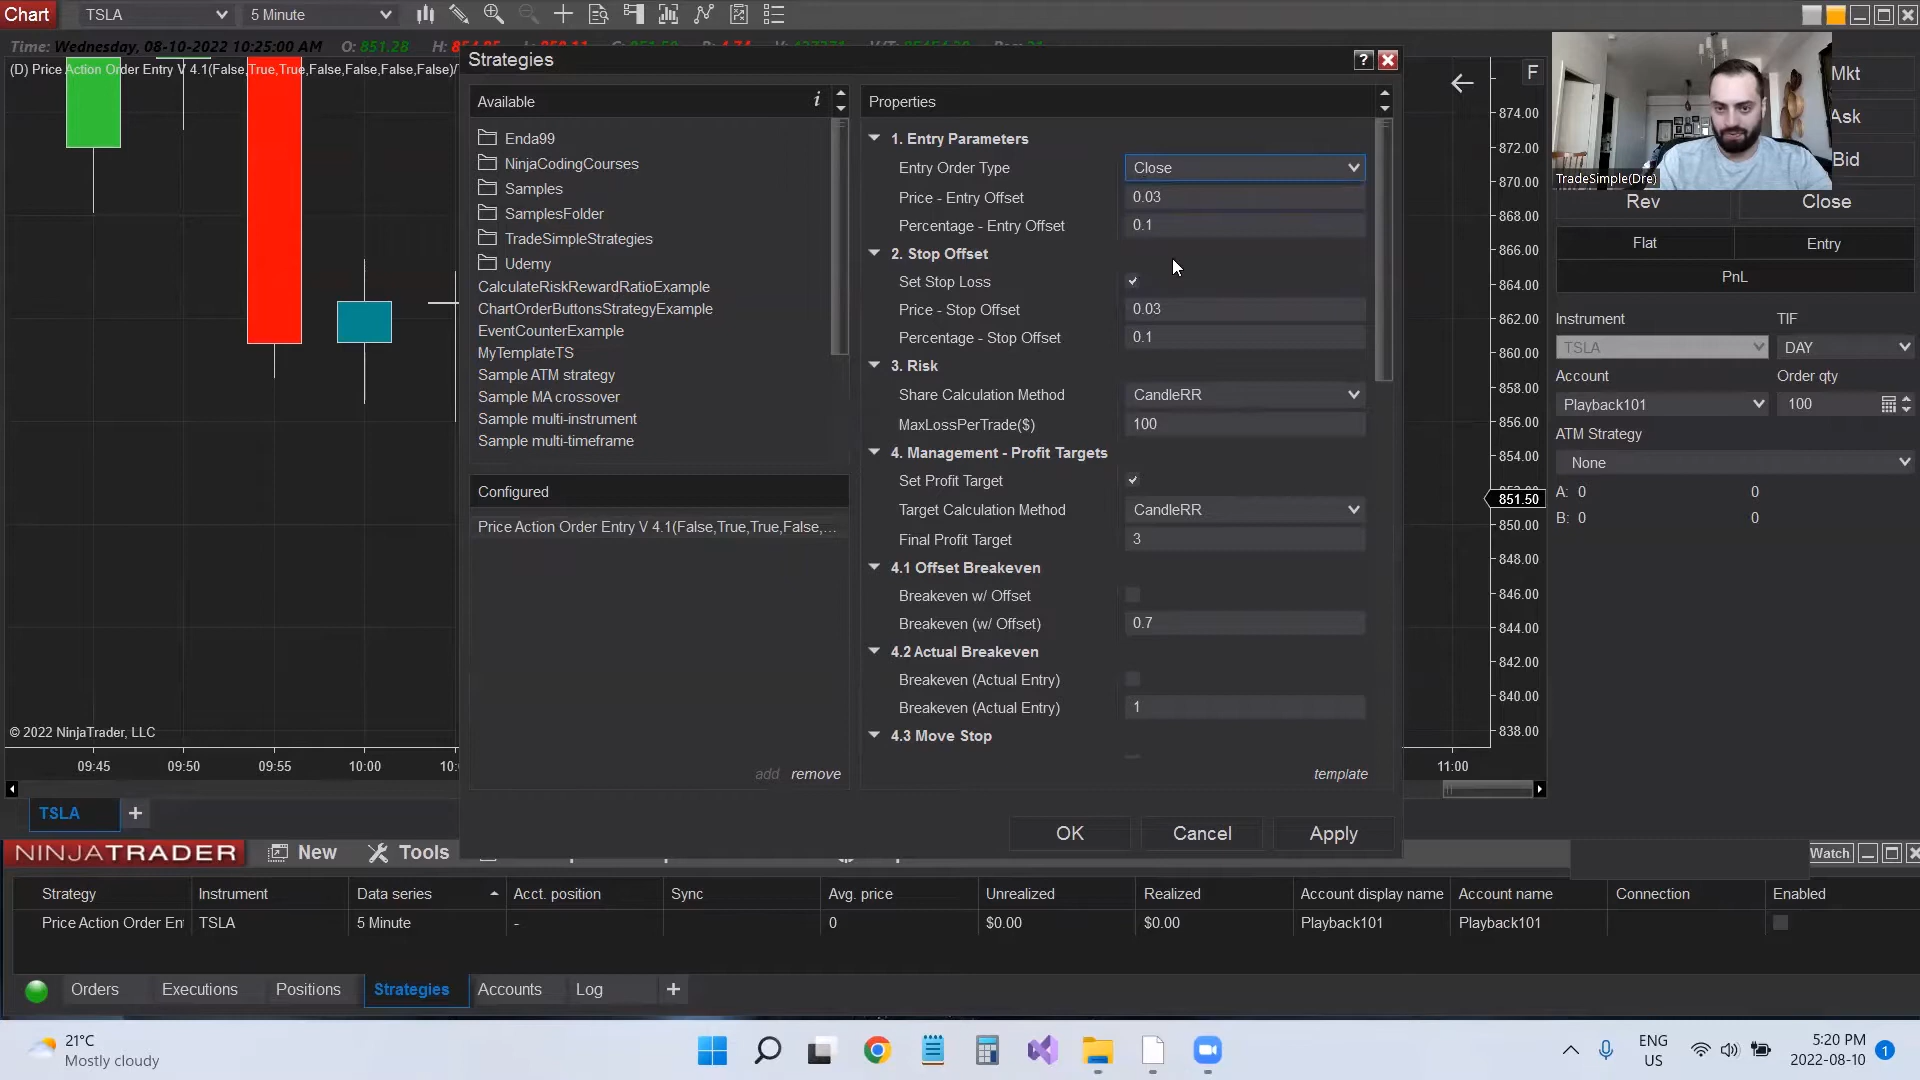 Chart
TSLA
5 Minute
Time: Wednesday, 08-10-2022 10:25:00 AM O: 851.28 H:
(D) Price Action Order Entry V 4.1(False,True,True,False,False,False,False)/
Strategies
?
Available
i
Enda99
NinjaCodingCourses
Samples
SamplesFolder
TradeSimpleStrategies
Udemy
CalculateRiskRewardRatioExample
ChartOrderButtonsStrategyExample
EventCounterExample
MyTemplateTS
Sample ATM strategy
Sample MA crossover
Sample multi-instrument
Sample multi-timeframe
Configured
Price Action Order Entry V 4.1(False,True,True,False,...
add remove
Properties
1. Entry Parameters
Entry Order Type Close
Price - Entry Offset 0.03
Percentage - Entry Offset 0.1
2. Stop Offset
Set Stop Loss
Price - Stop Offset 0.03
Percentage - Stop Offset 0.1
3. Risk
Share Calculation Method CandleRR
MaxLossPerTrade($) 100
4. Management - Profit Targets
Set Profit Target
Target Calculation Method CandleRR
Final Profit Target 3
4.1 Offset Breakeven
Breakeven w/ Offset
Breakeven (w/ Offset) 0.7
4.2 Actual Breakeven
Breakeven (Actual Entry)
Breakeven (Actual Entry) 1
4.3 Move Stop
template
OK Cancel Apply
F
874.00
872.00
870.00
868.00
866.00
864.00
862.00
860.00
858.00
856.00
854.00
851.50
850.00
848.00
846.00
844.00
842.00
840.00
838.00
TradeSimple(Dre)
Mkt
Ask
Bid
Rev Close
Flat Entry
PnL
Instrument TIF
TSLA DAY
Account Order qty
Playback101 100
ATM Strategy
None
A: 0 0
B: 0 0
© 2022 NinjaTrader, LLC
09:45 09:50 09:55 10:00 10: 11:00
TSLA +
NINJATRADER New Tools
Watch
Strategy Instrument Data series Acct. position Sync Avg. price Unrealized Realized Account display name Account name Connection Enabled
Price Action Order En TSLA 5 Minute - 0 $0.00 $0.00 Playback101 Playback101
Orders Executions Positions Strategies Accounts Log +
21°C
Mostly cloudy
ENG
US
5:20 PM
2022-08-10
1